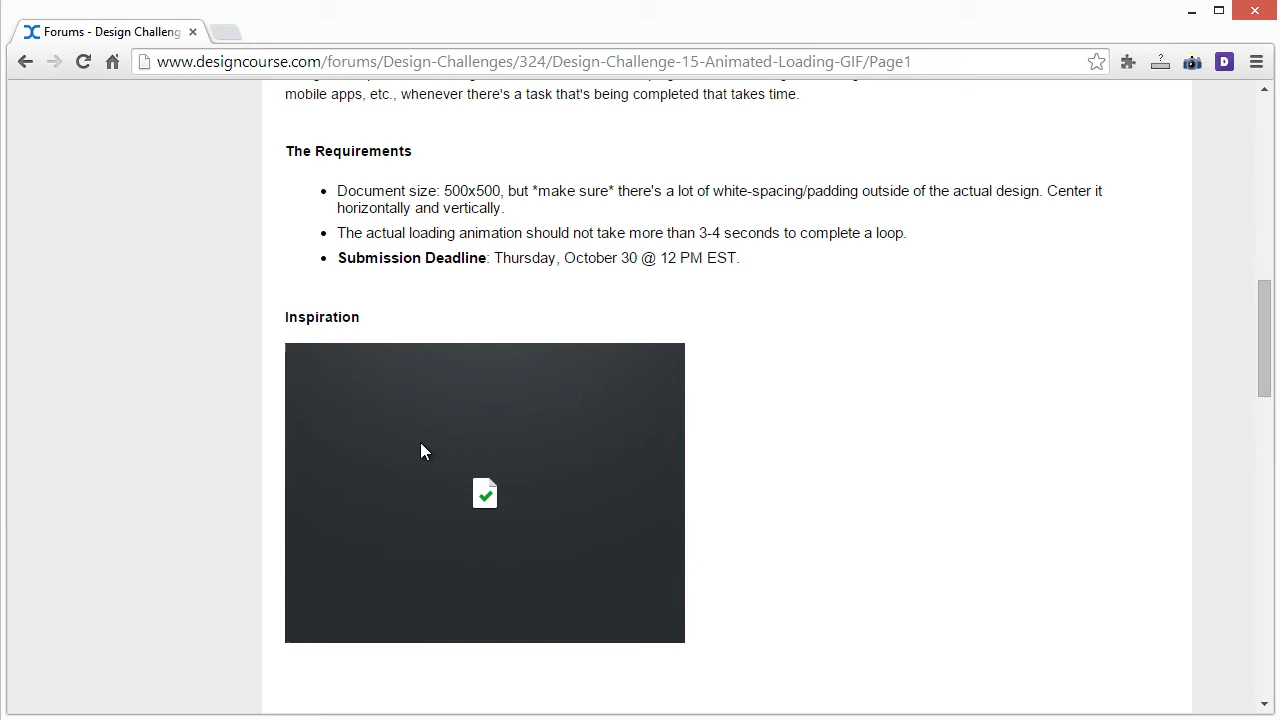 Forums - Design Challeng
www.designcourse.com/forums/Design-Challenges/324/Design-Challenge-15-Animated-Loading-GIF/Page1
D
mobile apps, etc., whenever there's a task that's being completed that takes time.
The Requirements
Document size: 500x500, but *make sure* there's a lot of white-spacing/padding outside of the actual design. Center it
horizontally and vertically.
The actual loading animation should not take more than 3-4 seconds to complete a loop.
Submission Deadline: Thursday, October 30 @ 12 PM EST.
Inspiration